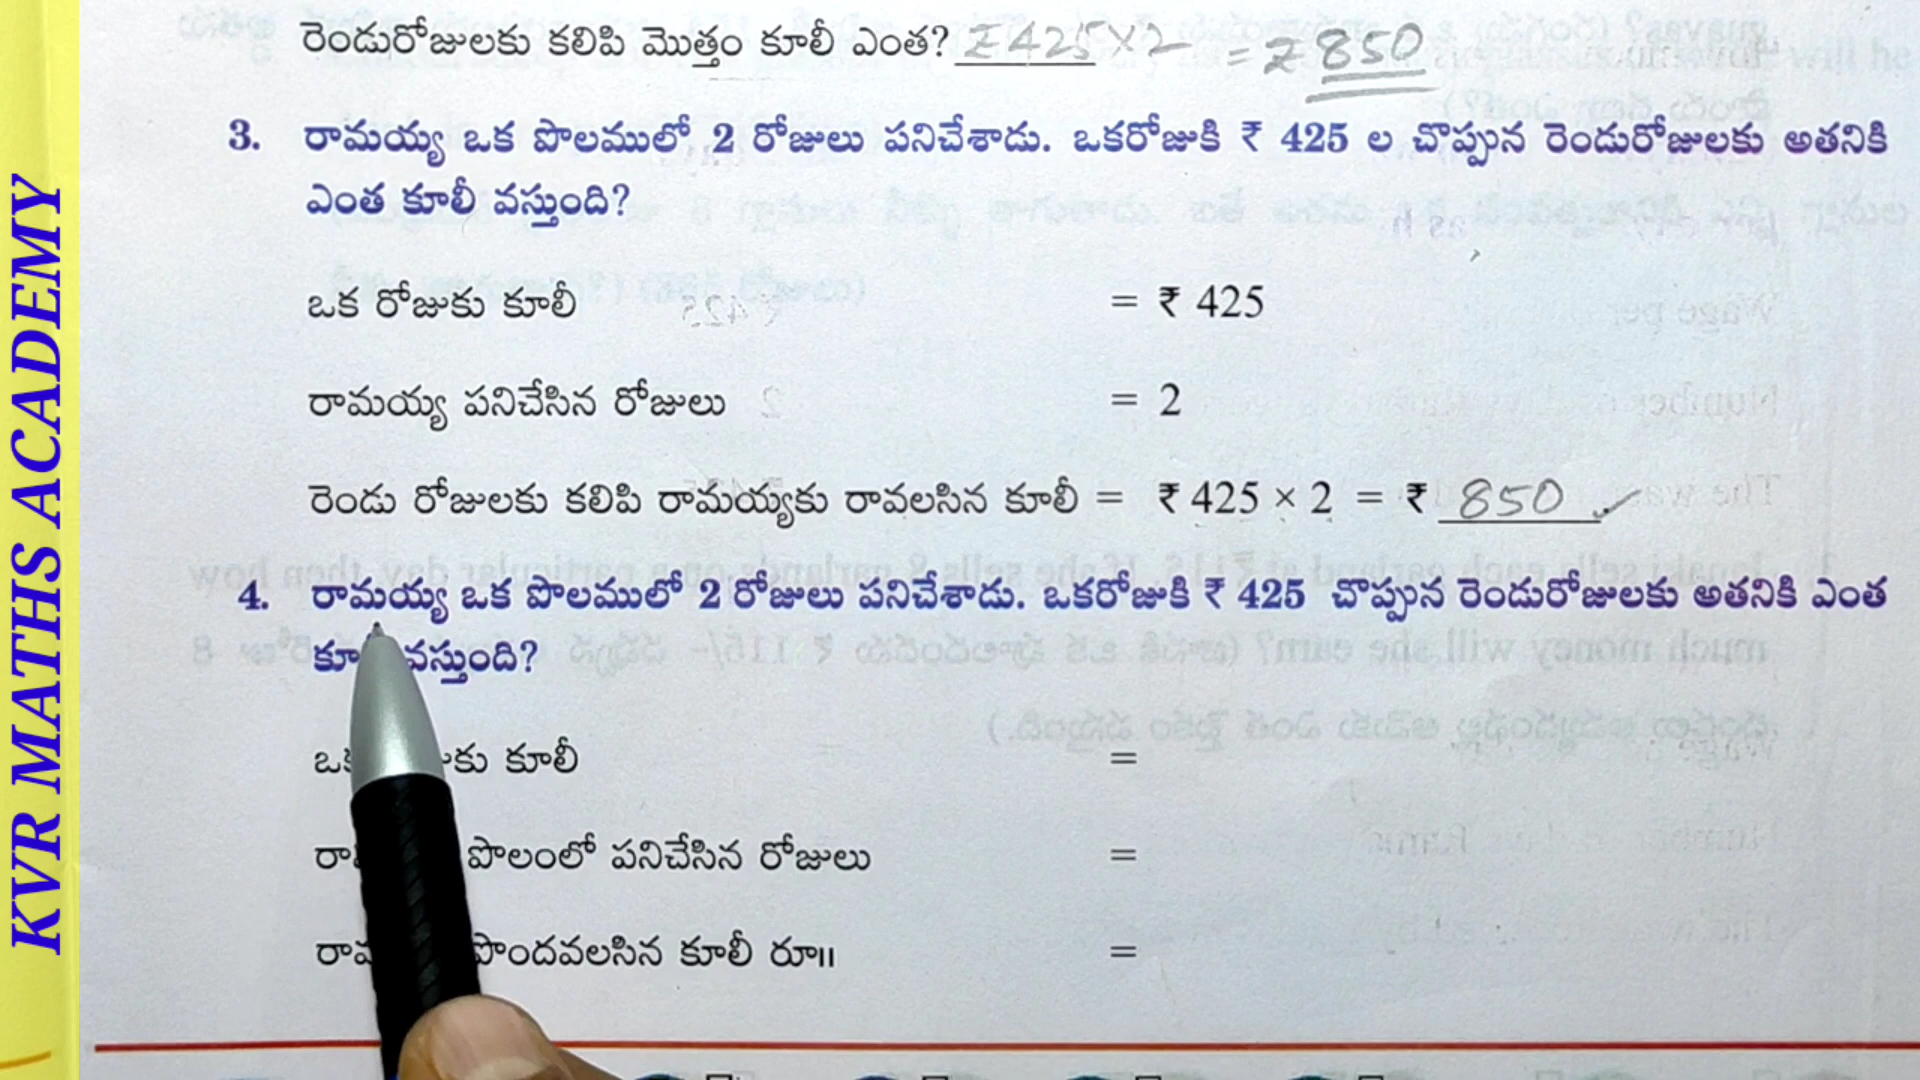 రెండురోజులకు కలిపి మొత్తం కూలీ ఎంత? ₹ 425 × 2 = ₹ 850
3. రామయ్య ఒక పొలములో 2 రోజులు పనిచేశాడు. ఒకరోజుకి ₹ 425 ల చొప్పున రెండురోజులకు అతనికి
ఎంత కూలీ వస్తుంది?
ఒక రోజుకు కూలీ = ₹ 425
రామయ్య పనిచేసిన రోజులు = 2
రెండు రోజులకు కలిపి రామయ్యకు రావలసిన కూలీ = ₹ 425 × 2 = ₹ 850 ✓
4. రామయ్య ఒక పొలములో 2 రోజులు పనిచేశాడు. ఒకరోజుకి ₹ 425 చొప్పున రెండురోజులకు అతనికి ఎంత
వస్తుంది?
కూలీ =
పొలంలో పనిచేసిన రోజులు =
పొందవలసిన కూలీ రూ॥ =
KVR MATHS ACADEMY